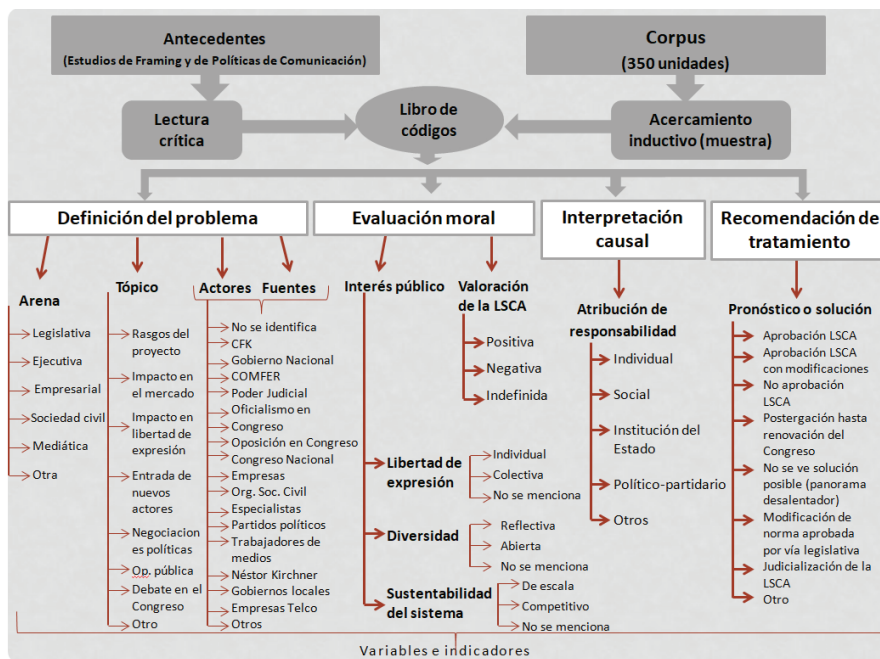 Antecedentes
(Estudios de Framing y de Políticas de Comunicación)
Corpus
(350 unidades)
Lectura
crítica
Libro de
códigos
Acercamiento
inductivo (muestra)
Definición del problema
Evaluación moral
Interpretación
causal
Recomendación de
tratamiento
Arena
Legislativa
Ejecutiva
Empresarial
Sociedad civil
Mediática
Otra
Tópico
Rasgos del
proyecto
Impacto en
el mercado
Impacto en
libertad de
expresión
Entrada de
nuevos
actores
Negociacion
es políticas
Op. pública
Debate en el
Congreso
Otro
Actores Fuentes
No se identifica
CFK
Gobierno Nacional
COMFER
Poder Judicial
Oficialismo en
Congreso
Oposición en Congreso
Congreso Nacional
Empresas
Org. Soc. Civil
Especialistas
Partidos políticos
Trabajadores de
medios
Néstor Kirchner
Gobiernos locales
Empresas Telco
Otros
Interés público
Libertad de
expresión
Individual
Colectiva
No se menciona
Diversidad
Reflectiva
Abierta
No se menciona
Sustentabilidad
del sistema
De escala
Competitivo
No se menciona
Valoración
de la LSCA
Positiva
Negativa
Indefinida
Atribución de
responsabilidad
Individual
Social
Institución del
Estado
Político-partidario
Otros
Pronóstico o solución
Aprobación LSCA
Aprobación LSCA
con modificaciones
No aprobación
LSCA
Postergación hasta
renovación del
Congreso
No se ve solución
posible (panorama
desalentador)
Modificación de
norma aprobada
por vía legislativa
Judicialización de
la LSCA
Otro
Variables e indicadores